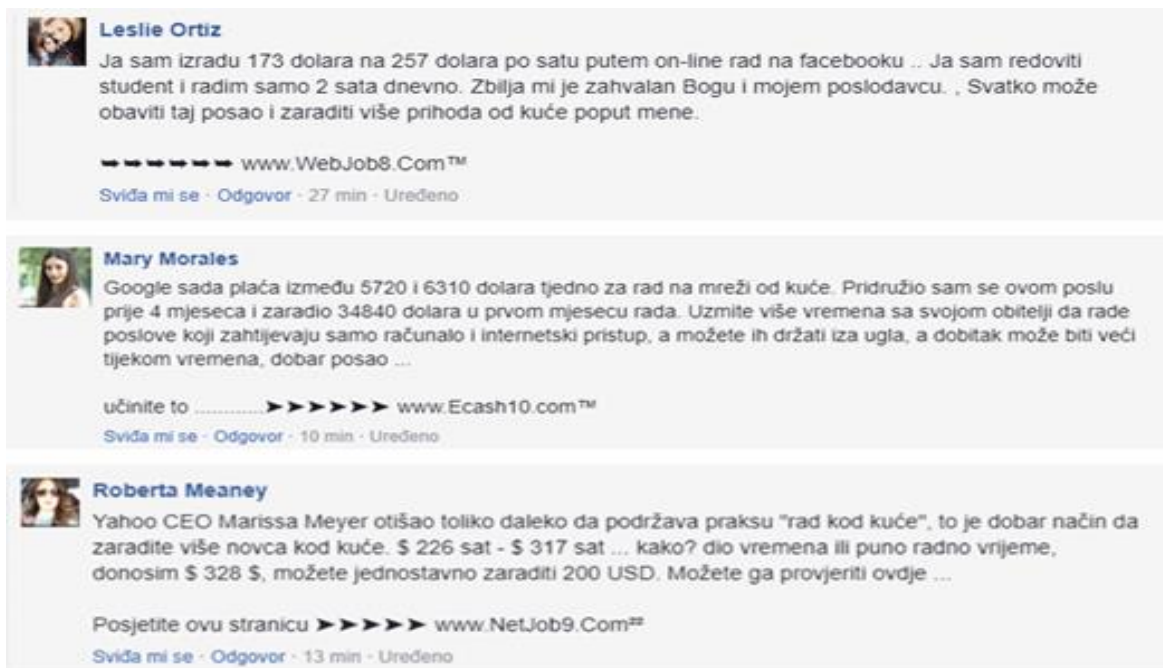 Leslie Ortiz
Ja sam izradu 173 dolara na 257 dolara po satu putem on-line rad na facebooku .. Ja sam redoviti
student i radim samo 2 sata dnevno. Zbilja mi je zahvalan Bogu i mojem poslodavcu. , Svatko može
obaviti taj posao i zaraditi više prihoda od kuće poput mene.
➥➥➥➥➥➥ www.WebJob8.Com™
Sviđa mi se · Odgovor · 27 min · Uređeno
Mary Morales
Google sada plaća između 5720 i 6310 dolara tjedno za rad na mreži od kuće. Pridružio sam se ovom poslu
prije 4 mjeseca i zaradio 34840 dolara u prvom mjesecu rada. Uzmite više vremena sa svojom obitelji da rade
poslove koji zahtijevaju samo računalo i internetski pristup, a možete ih držati iza ugla, a dobitak može biti veći
tijekom vremena, dobar posao ...
učinite to ............➤➤➤➤➤➤ www.Ecash10.com™
Sviđa mi se · Odgovor · 10 min · Uređeno
Roberta Meaney
Yahoo CEO Marissa Meyer otišao toliko daleko da podržava praksu "rad kod kuće", to je dobar način da
zaradite više novca kod kuće. $ 226 sat - $ 317 sat ... kako? dio vremena ili puno radno vrijeme,
donosim $ 328 $, možete jednostavno zaraditi 200 USD. Možete ga provjeriti ovdje ...
Posjetite ovu stranicu ➤➤➤➤➤ www.NetJob9.Com
Sviđa mi se · Odgovor · 13 min · Uređeno